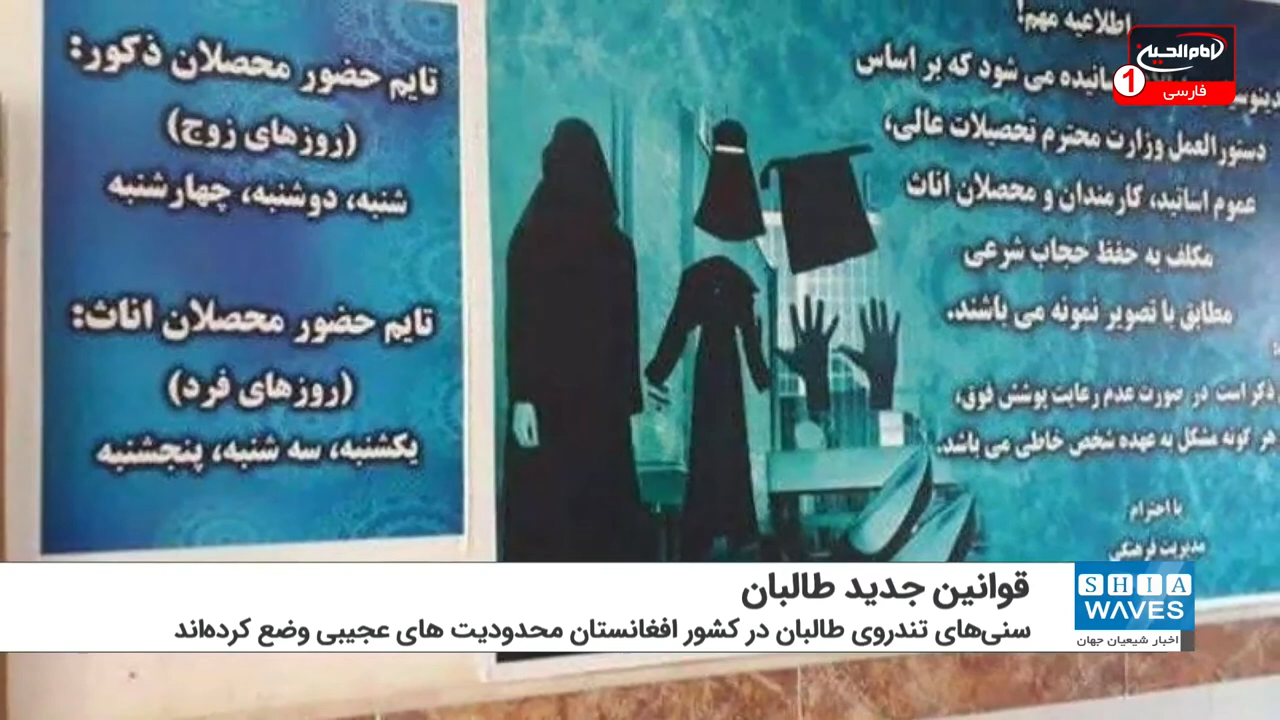 امام الحسین
1
فارسی
اطلاعیه مهم!
می شود که بر اساس
دستورالعمل وزارت محترم تحصیلات عالی،
عموم اساتید، کارمندان و محصلان اناث
مکلف به حفظ حجاب شرعی
مطابق با تصویر نمونه می باشند.
ذکر است در صورت عدم رعایت پوشش فوق،
هر گونه مشکل به عهده شخص خاطی می باشد.
با احترام
مدیریت فرهنگی
تایم حضور محصلان ذکور:
(روزهای زوج)
شنبه، دوشنبه، چهارشنبه
تایم حضور محصلان اناث:
(روزهای فرد)
یکشنبه، سه شنبه، پنجشنبه
قوانین جدید طالبان
سنی‌های تندروی طالبان در کشور افغانستان محدودیت های عجیبی وضع کرده‌اند
SHIA
WAVES
اخبار شیعیان جهان